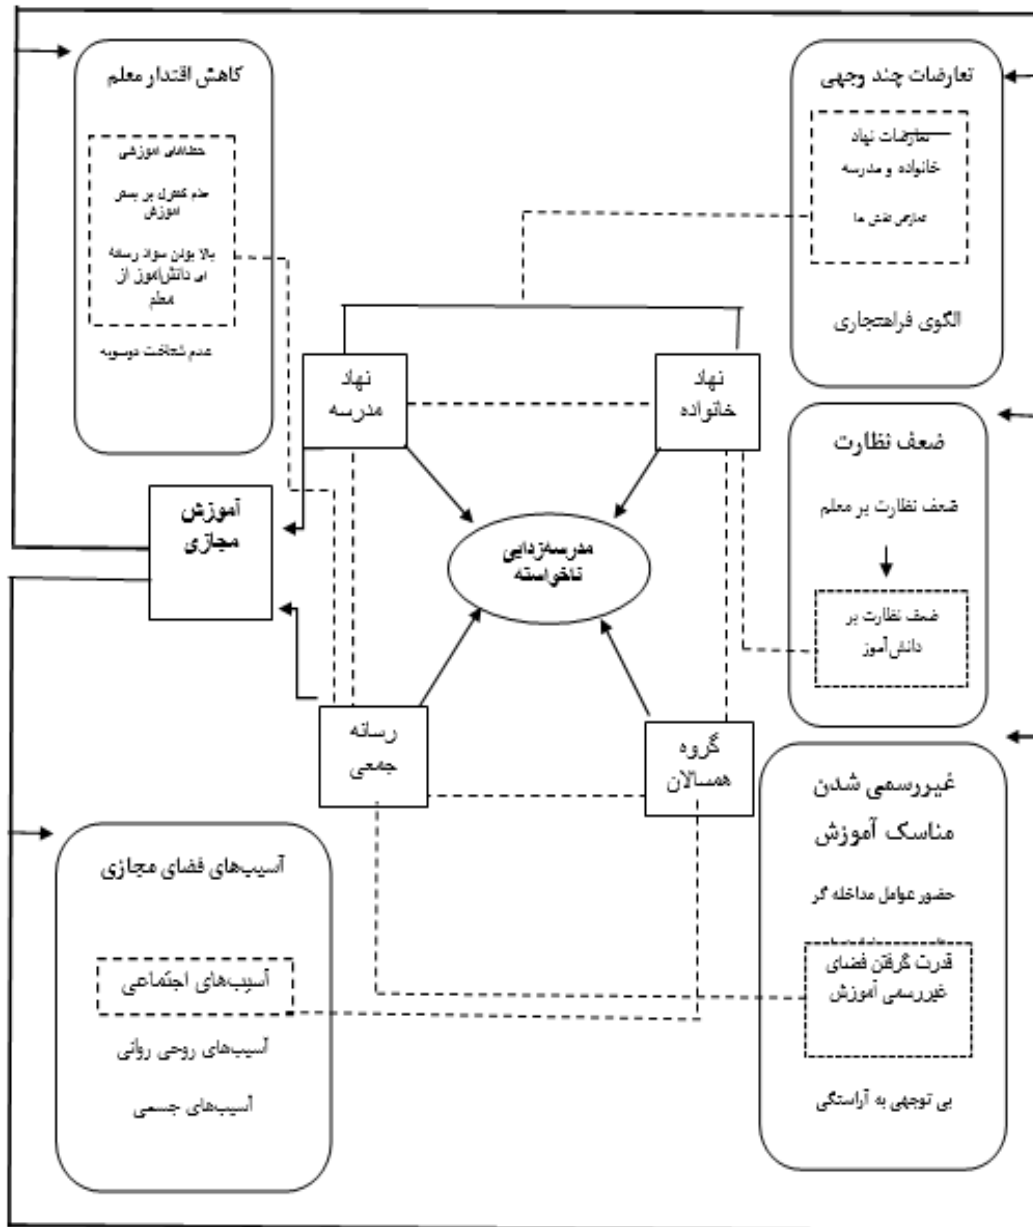 تعارضات چند وجهی
تعارضات نهاد
خانواده و مدرسه
تعارض نقش ها
الگوی فراهنجاری
کاهش اقتدار معلم
خطاهای آموزشی
عدم کنترل بر بستر
آموزش
بالا بودن سواد رسانه
ای دانش‌آموز از
معلم
عدم شناخت دوسویه
نهاد
خانواده
نهاد
مدرسه
ضعف نظارت
ضعف نظارت بر معلم
ضعف نظارت بر
دانش‌آموز
آموزش
مجازی
مدرسه‌زدایی
ناخواسته
گروه
همسالان
رسانه
جمعی
غیررسمی شدن
مناسک آموزش
حضور عوامل مداخله گر
قدرت گرفتن فضای
غیررسمی آموزش
بی توجهی به آراستگی
آسیب‌های فضای مجازی
آسیب‌های اجتماعی
آسیب‌های روحی روانی
آسیب‌های جسمی